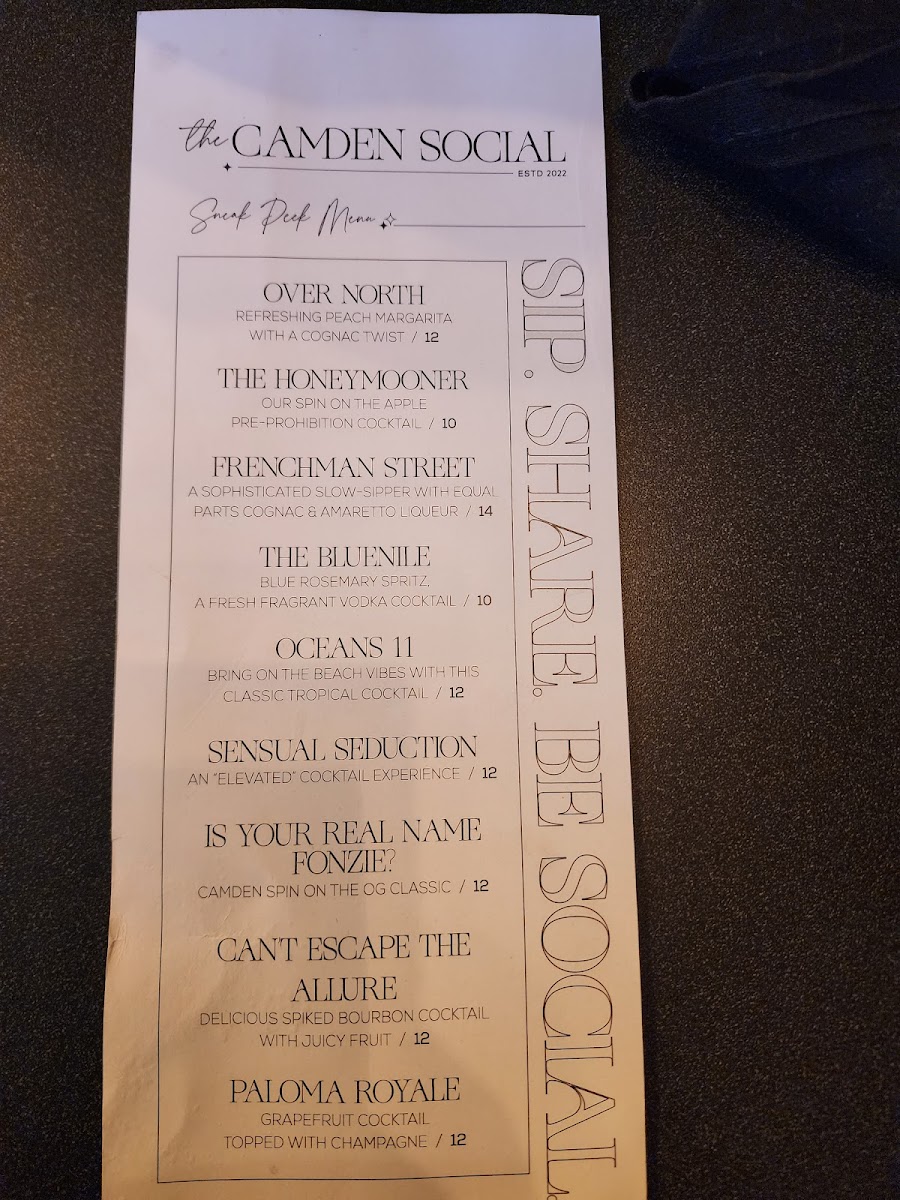 the CAMDEN SOCIAL
ESTD 2022
Sneak Peek Menu
OVER NORTH
REFRESHING PEACH MARGARITA
WITH A COGNAC TWIST / 12
THE HONEYMOONER
OUR SPIN ON THE APPLE
PRE-PROHIBITION COCKTAIL / 10
FRENCHMAN STREET
A SOPHISTICATED SLOW-SIPPER WITH EQUAL
PARTS COGNAC & AMARETTO LIQUEUR / 14
THE BLUENILE
BLUE ROSEMARY SPRITZ,
A FRESH FRAGRANT VODKA COCKTAIL / 10
OCEANS 11
BRING ON THE BEACH VIBES WITH THIS
CLASSIC TROPICAL COCKTAIL / 12
SENSUAL SEDUCTION
AN "ELEVATED" COCKTAIL EXPERIENCE / 12
IS YOUR REAL NAME
FONZIE?
CAMDEN SPIN ON THE OG CLASSIC / 12
CANT ESCAPE THE
ALLURE
DELICIOUS SPIKED BOURBON COCKTAIL
WITH JUICY FRUIT / 12
PALOMA ROYALE
GRAPEFRUIT COCKTAIL
TOPPED WITH CHAMPAGNE / 12
SIP. SHARE. BE SOCIAL.